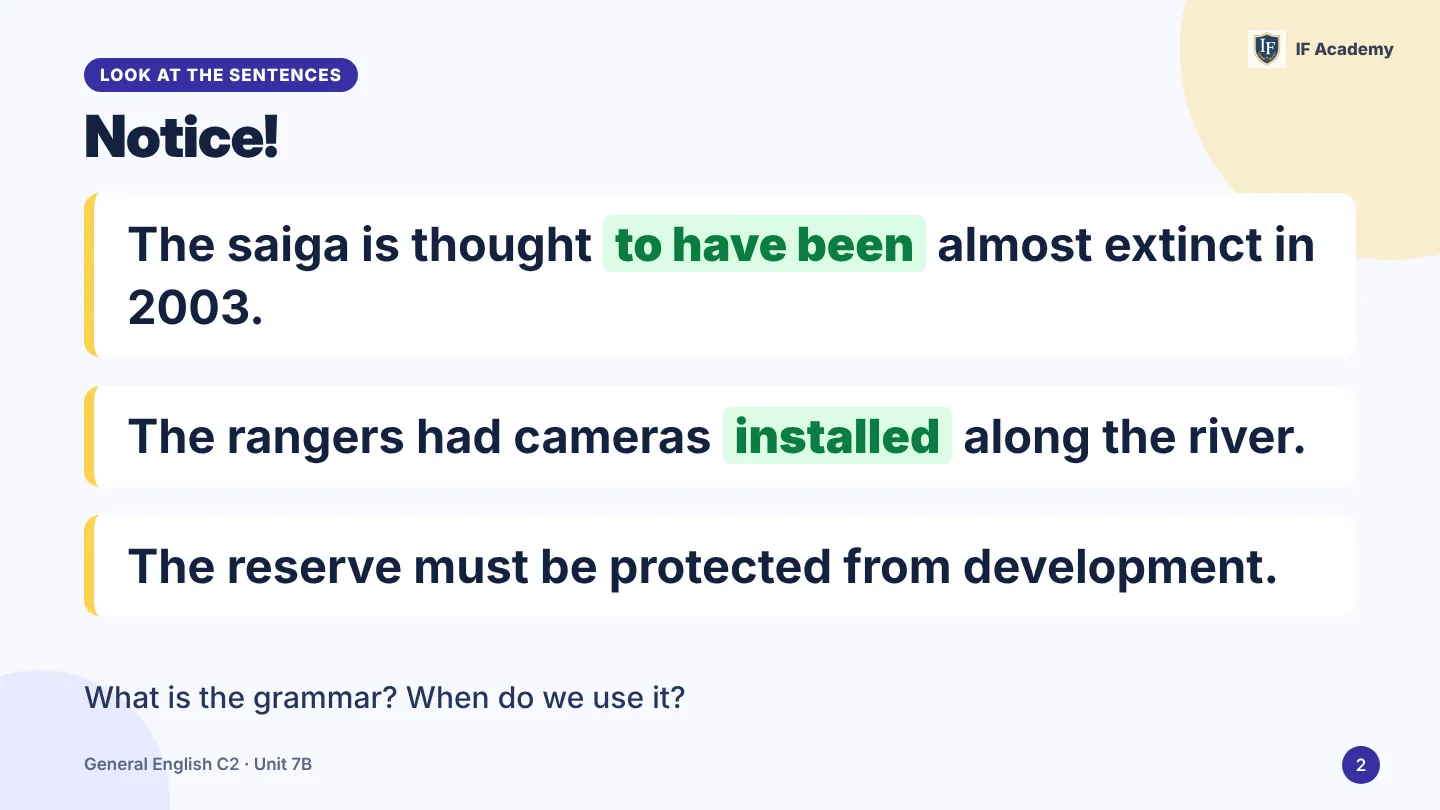 IF
IF Academy
LOOK AT THE SENTENCES
Notice!
The saiga is thought to have been almost extinct in
2003.
The rangers had cameras installed along the river.
The reserve must be protected from development.
What is the grammar? When do we use it?
General English C2 · Unit 7B
2